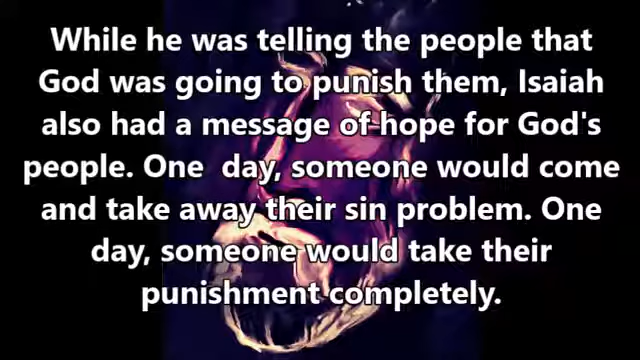 While he was telling the people that
God was going to punish them, Isaiah
also had a message of hope for God's
people. One  day, someone would come
and take away their sin problem. One
day, someone would take their
punishment completely.